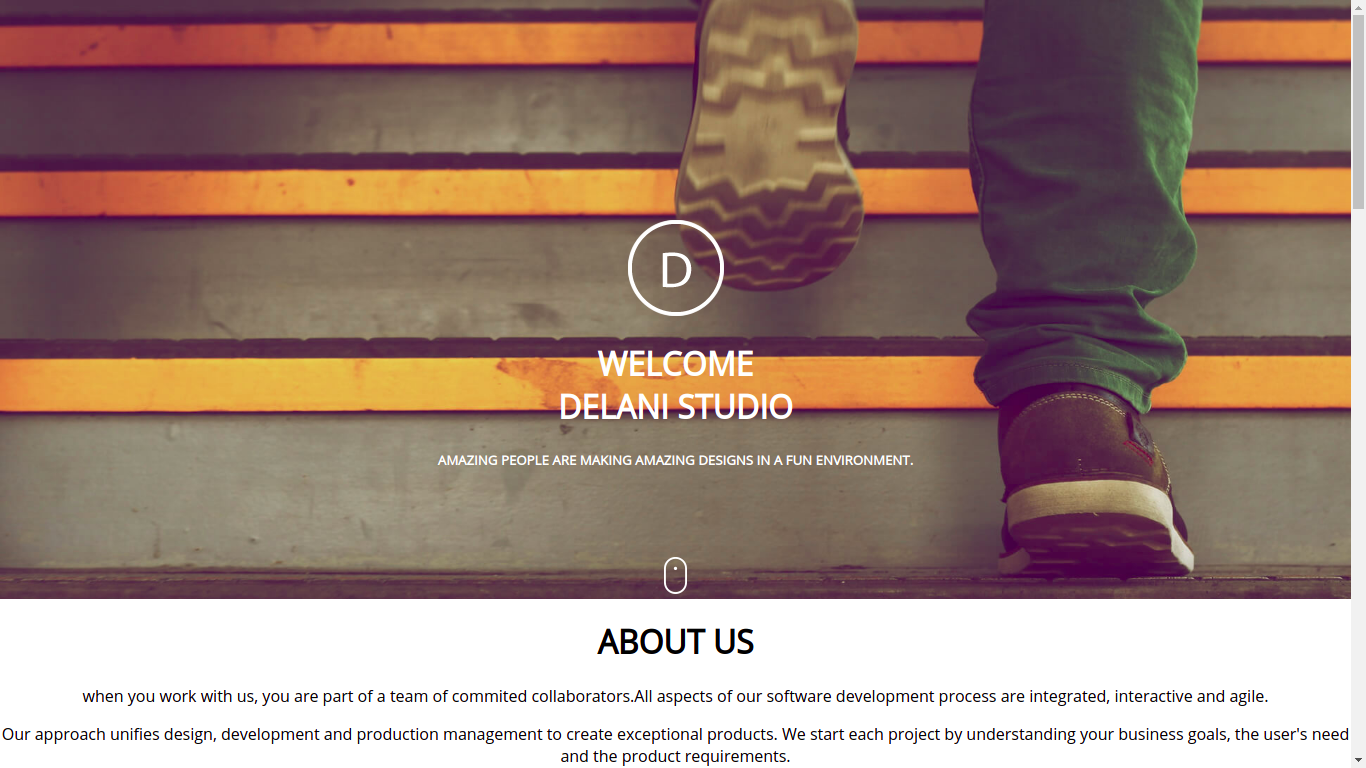 D
WELCOME
DELANI STUDIO
AMAZING PEOPLE ARE MAKING AMAZING DESIGNS IN A FUN ENVIRONMENT.
ABOUT US
when you work with us, you are part of a team of commited collaborators.All aspects of our software development process are integrated, interactive and agile.
Our approach unifies design, development and production management to create exceptional products. We start each project by understanding your business goals, the user's need
and the product requirements.